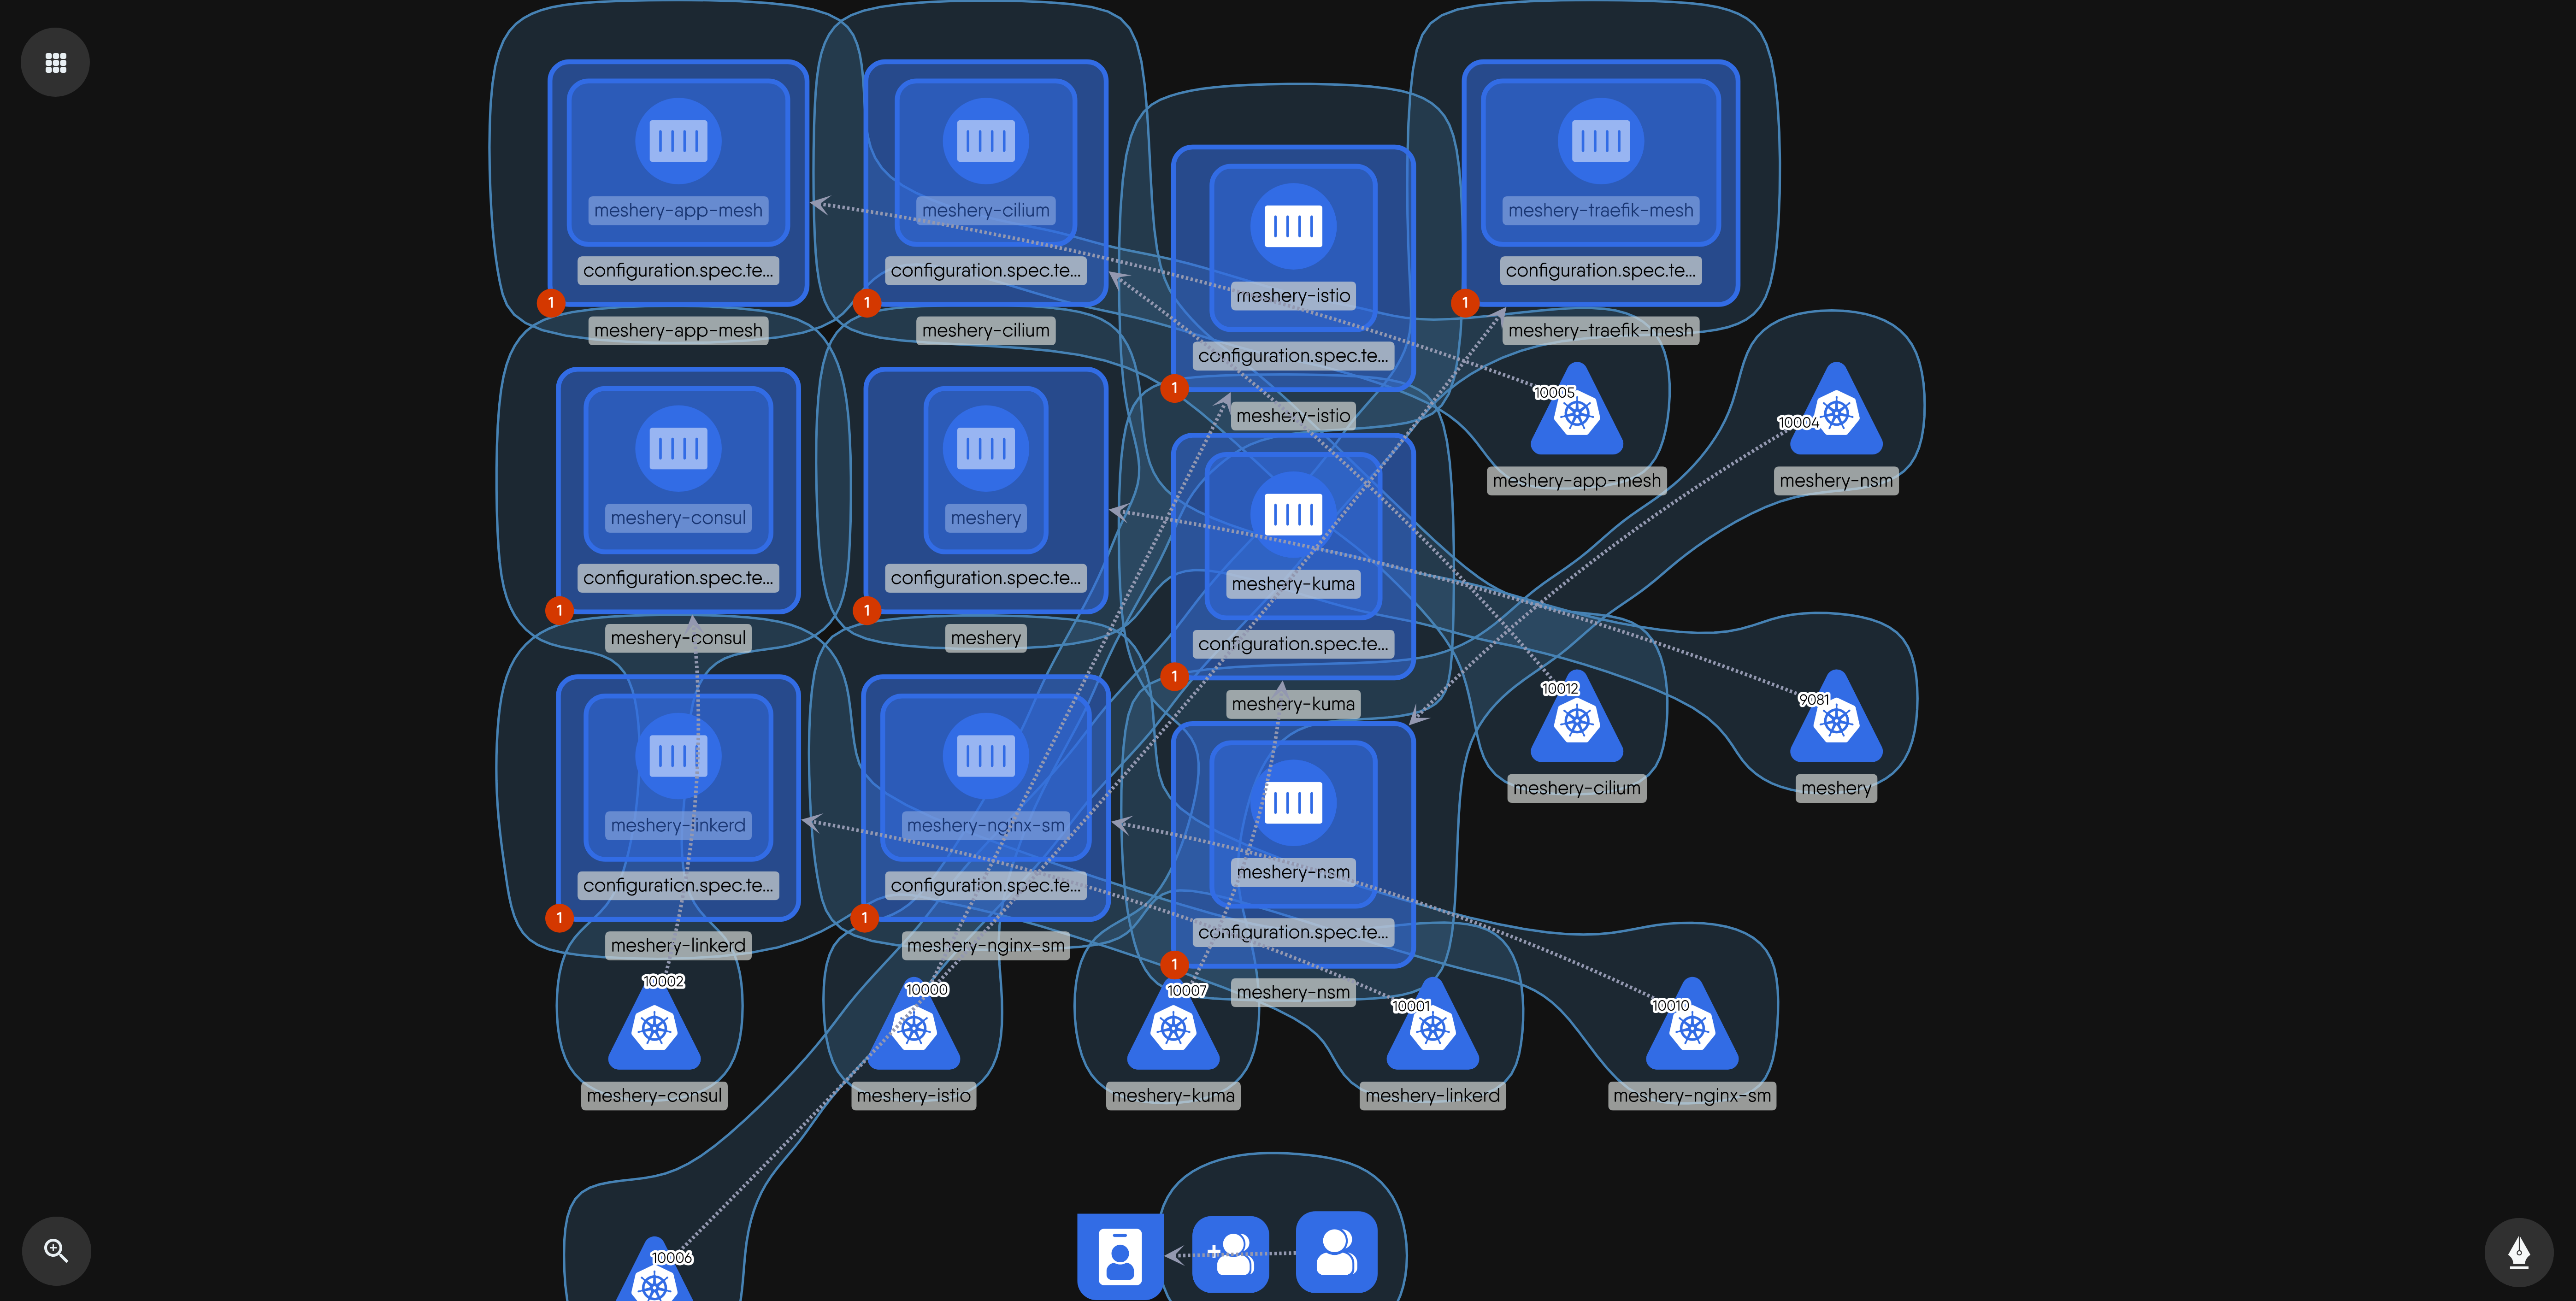 meshery-app-mesh
configuration.spec.te...
1
meshery-app-mesh
meshery-cilium
configuration.spec.te...
1
meshery-cilium
meshery-istio
configuration.spec.te...
1
meshery-istio
meshery-traefik-mesh
configuration.spec.te...
1
meshery-traefik-mesh
10005
meshery-app-mesh
10004
meshery-nsm
meshery-consul
configuration.spec.te...
1
meshery-consul
meshery
configuration.spec.te...
1
meshery
meshery-kuma
configuration.spec.te...
1
meshery-kuma
10012
meshery-cilium
9081
meshery
meshery-linkerd
configuration.spec.te...
1
meshery-linkerd
meshery-nginx-sm
configuration.spec.te...
1
meshery-nginx-sm
meshery-nsm
configuration.spec.te...
1
meshery-nsm
10002
meshery-consul
10000
meshery-istio
10007
meshery-kuma
10001
meshery-linkerd
10010
meshery-nginx-sm
10006